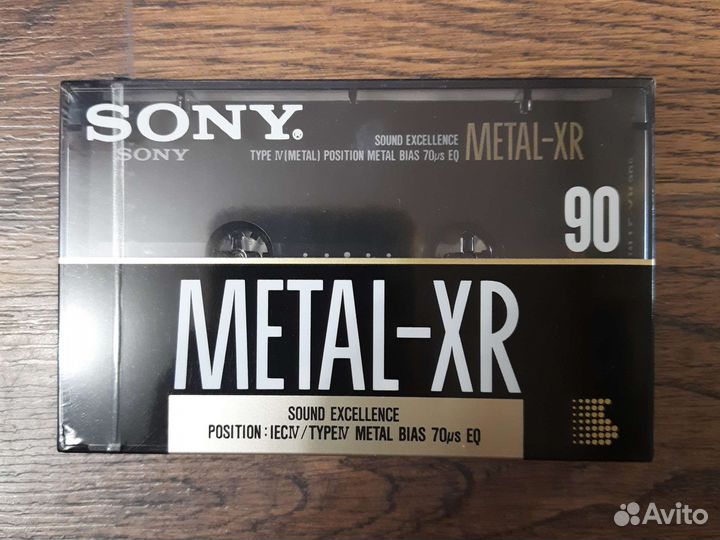 SONY®
SONY
SOUND EXCELLENCE METAL-XR
TYPE IV(METAL) POSITION METAL BIAS 70μs EQ
90
METAL-XR
SOUND EXCELLENCE
POSITION: IECIV/TYPEIV METAL BIAS 70μs EQ
Avito